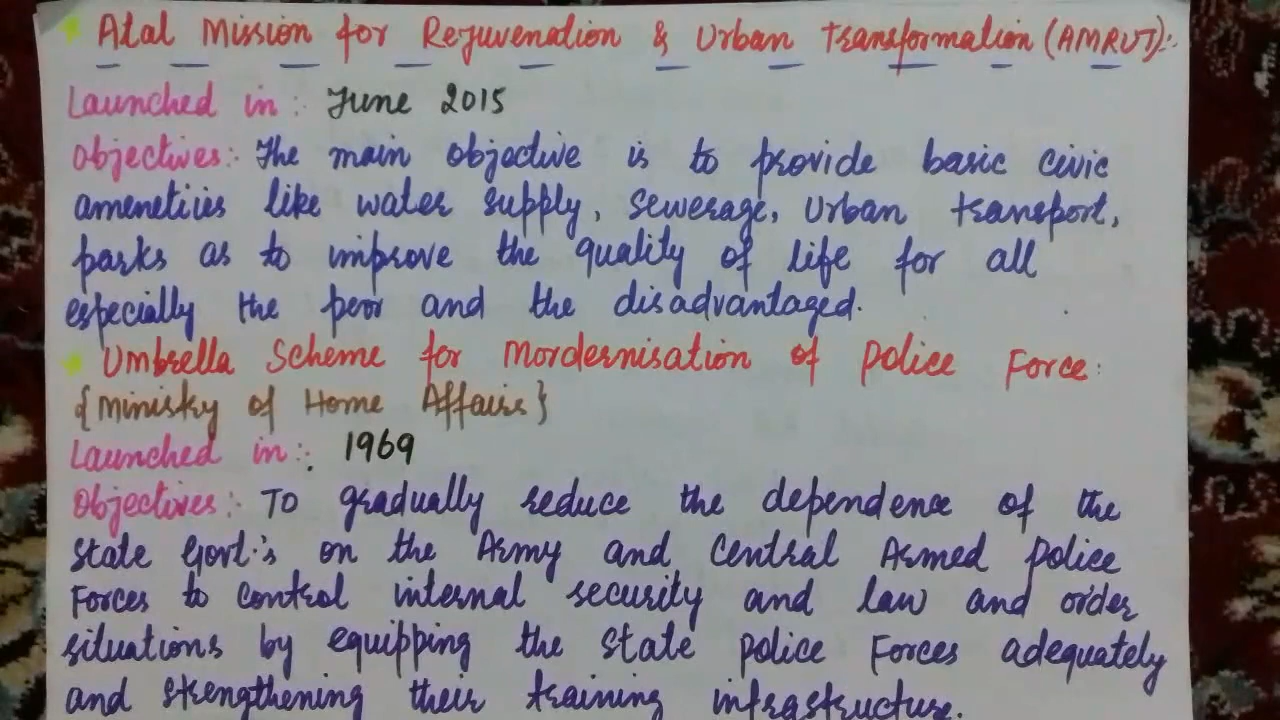 Atal Mission for Rejuvenation & Urban Transformation (AMRUT):-
Launched in:- June 2015
Objectives:- The main objective is to provide basic civic
amenetiies like water supply, sewerage, Urban transport,
parks as to improve the quality of life for all
especially the poor and the disadvantaged.
Umbrella Scheme for Mordernisation of Police Force:
{Ministry of Home Affairs}
Launched in:- 1969
Objectives:- To gradually reduce the dependence of the
State Govt.'s on the Army and Central Armed Police
Forces to control internal security and law and order
situations by equipping the State Police Forces adequately
and strengthening their training infrastructure.